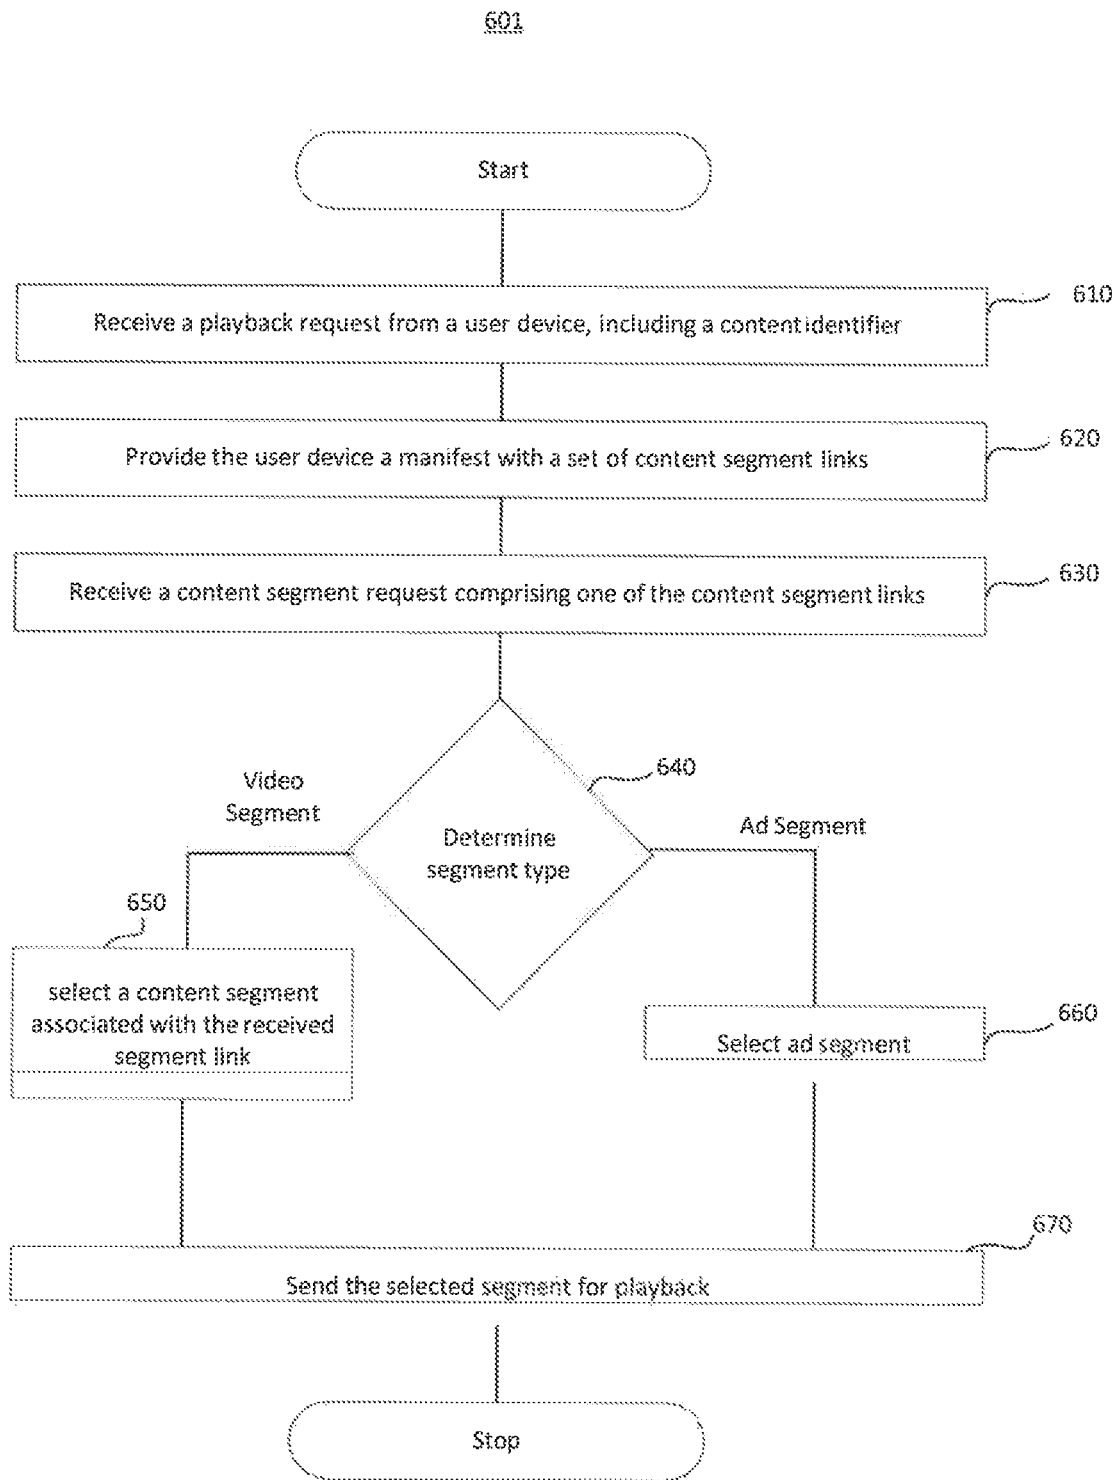 601
Start
610
Receive a playback request from a user device, including a content identifier
620
Provide the user device a manifest with a set of content segment links
630
Receive a content segment request comprising one of the content segment links
640
Video
Segment
Determine
segment type
Ad Segment
650
select a content segment
associated with the received
segment link
660
Select ad segment
670
Send the selected segment for playback
Stop